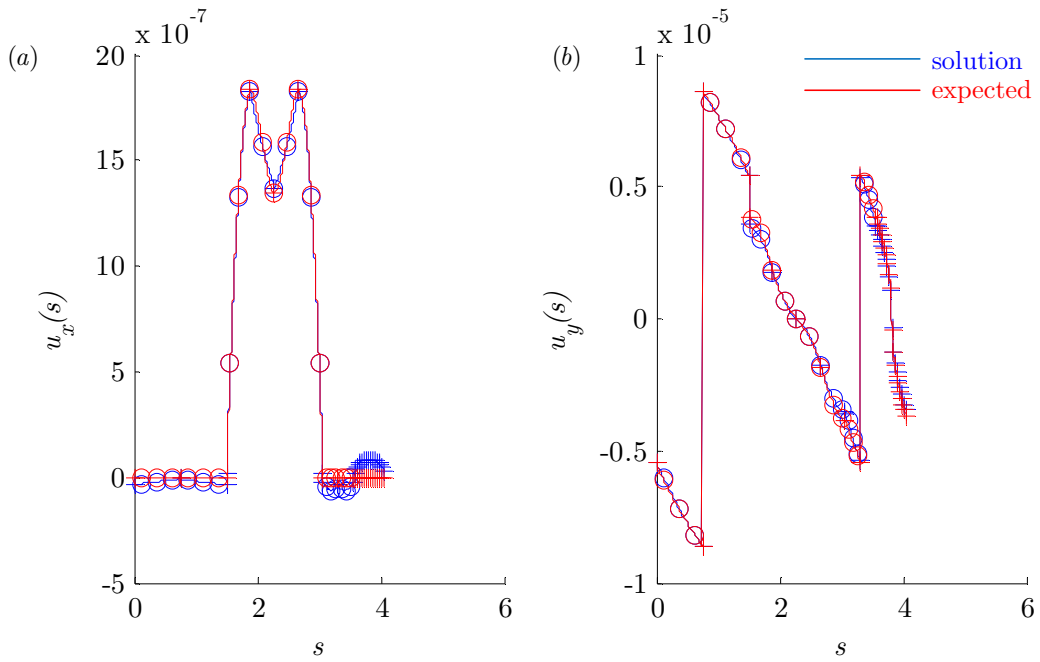 (a)
x 10^-7
20
15
10
5
0
-5
0 2 4 6
s
u_x(s)
(b)
x 10^-5
1
0.5
0
-0.5
-1
0 2 4 6
s
u_y(s)
solution
expected